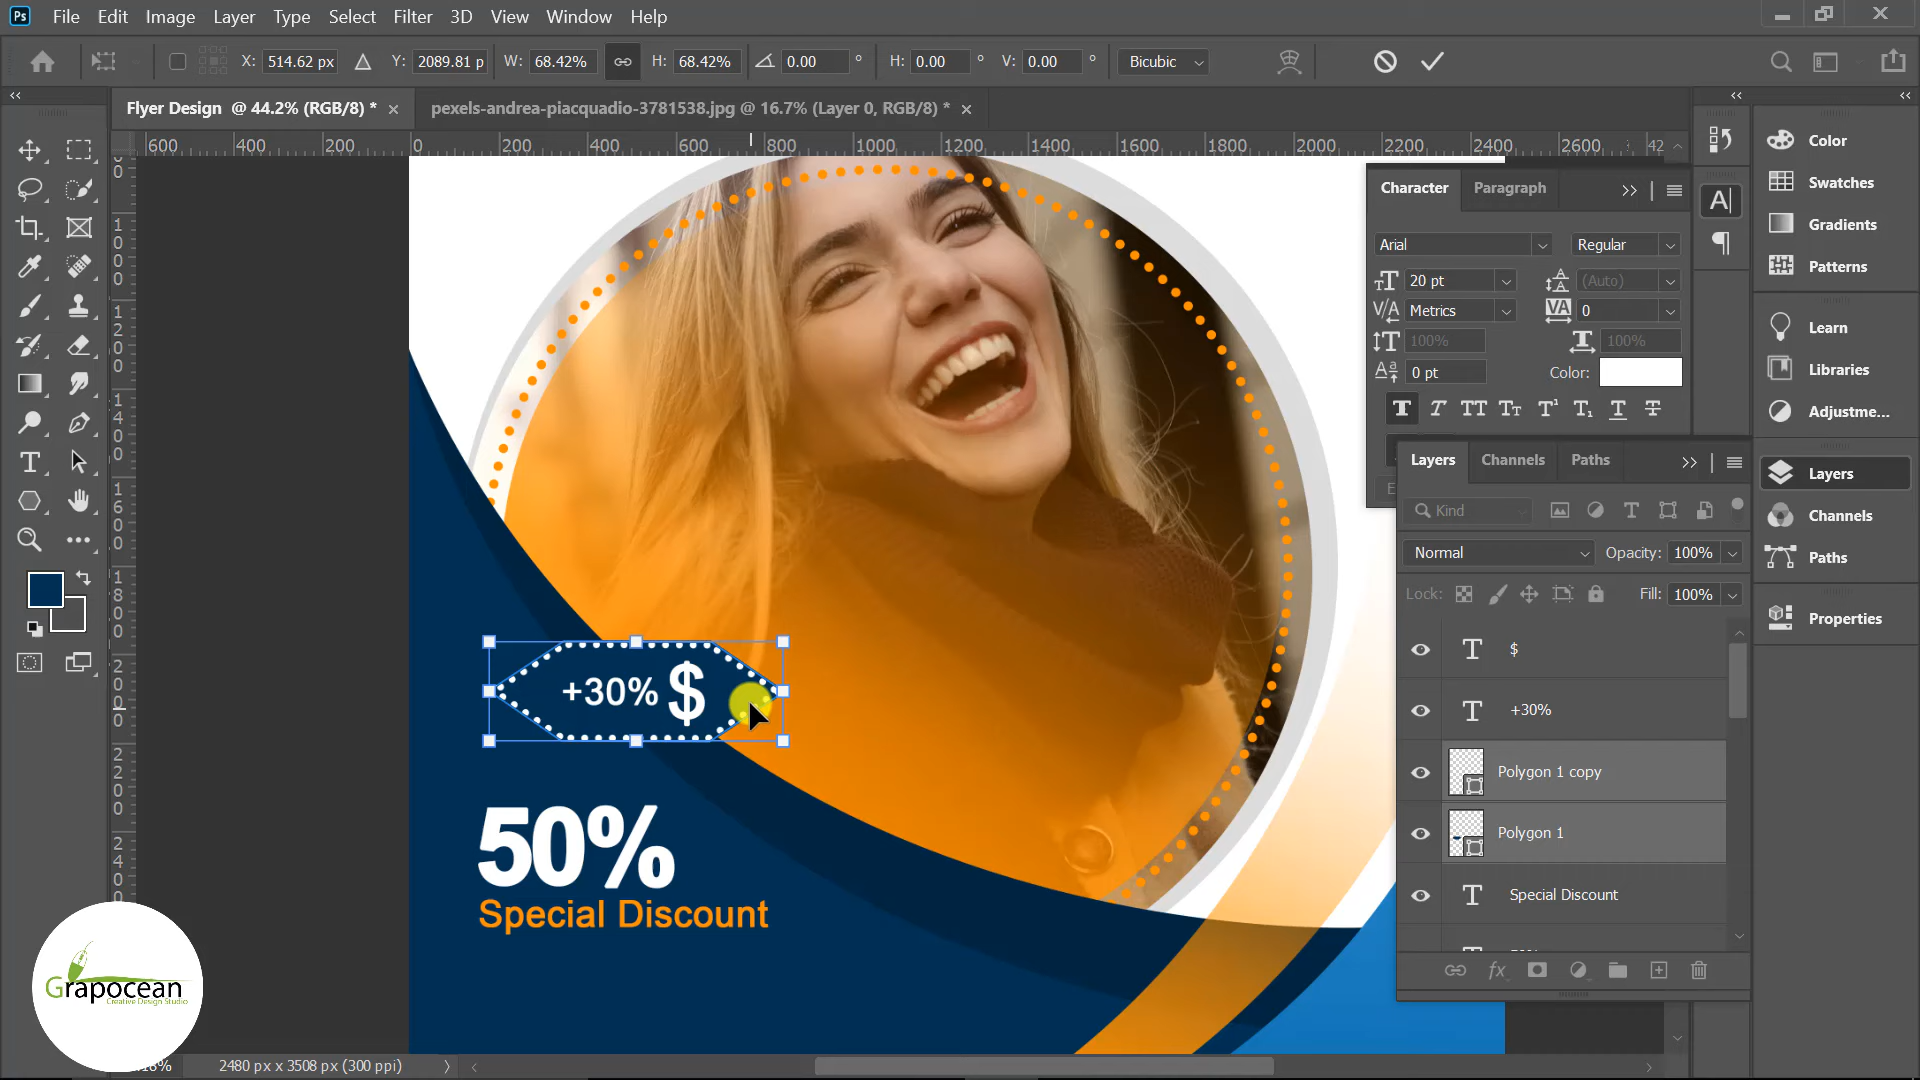 Ps File Edit Image Layer Type Select Filter 3D View Window Help
X: 514.62 px Y: 2089.81 p W: 68.42% H: 68.42% 0.00 ° H: 0.00 ° V: 0.00 ° Bicubic
Flyer Design @ 44.2% (RGB/8) * pexels-andrea-piacquadio-3781538.jpg @ 16.7% (Layer 0, RGB/8) *
600 400 200 0 200 400 600 800 1000 1200 1400 1600 1800 2000 2200 2400 2600
Character Paragraph
Arial Regular
20 pt (Auto)
Metrics 0
100% 100%
0 pt Color:
Layers Channels Paths
Kind
Normal Opacity: 100%
Lock: Fill: 100%
$
+30%
Polygon 1 copy
Polygon 1
Special Discount
Color
Swatches
Gradients
Patterns
Learn
Libraries
Adjustme...
Layers
Channels
Paths
Properties
+30% $
50%
Special Discount
Grapocean
Creative Design Studio
2480 px x 3508 px (300 ppi)